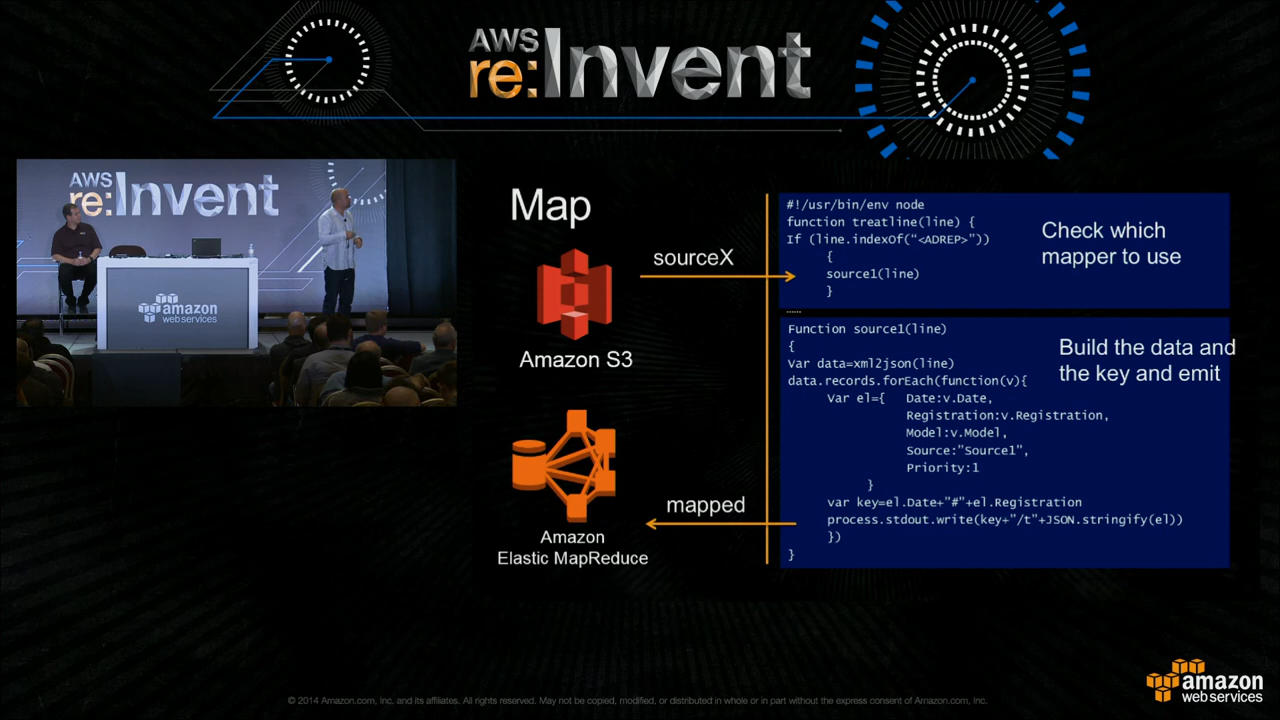 AWS
re:Invent
AWS
re:Invent
amazon
web services
Map
sourceX
Amazon S3
mapped
Amazon
Elastic MapReduce
#!/usr/bin/env node
function treatline(line) {
If (line.indexOf(“<ADREP>"))
{
source1(line)
}
Check which
mapper to use
......
Function source1(line)
{
Var data=xml2json(line)
data.records.forEach(function(v){
Var el={ Date:v.Date,
Registration:v.Registration,
Model:v.Model,
Source:"Source1",
Priority:1
}
var key=el.Date+"#"+el.Registration
process.stdout.write(key+"/t"+JSON.stringify(el))
})
}
Build the data and
the key and emit
© 2014 Amazon.com, Inc. and its affiliates. All rights reserved. May not be copied, modified, or distributed in whole or in part without the express consent of Amazon.com, Inc.
amazon
web services